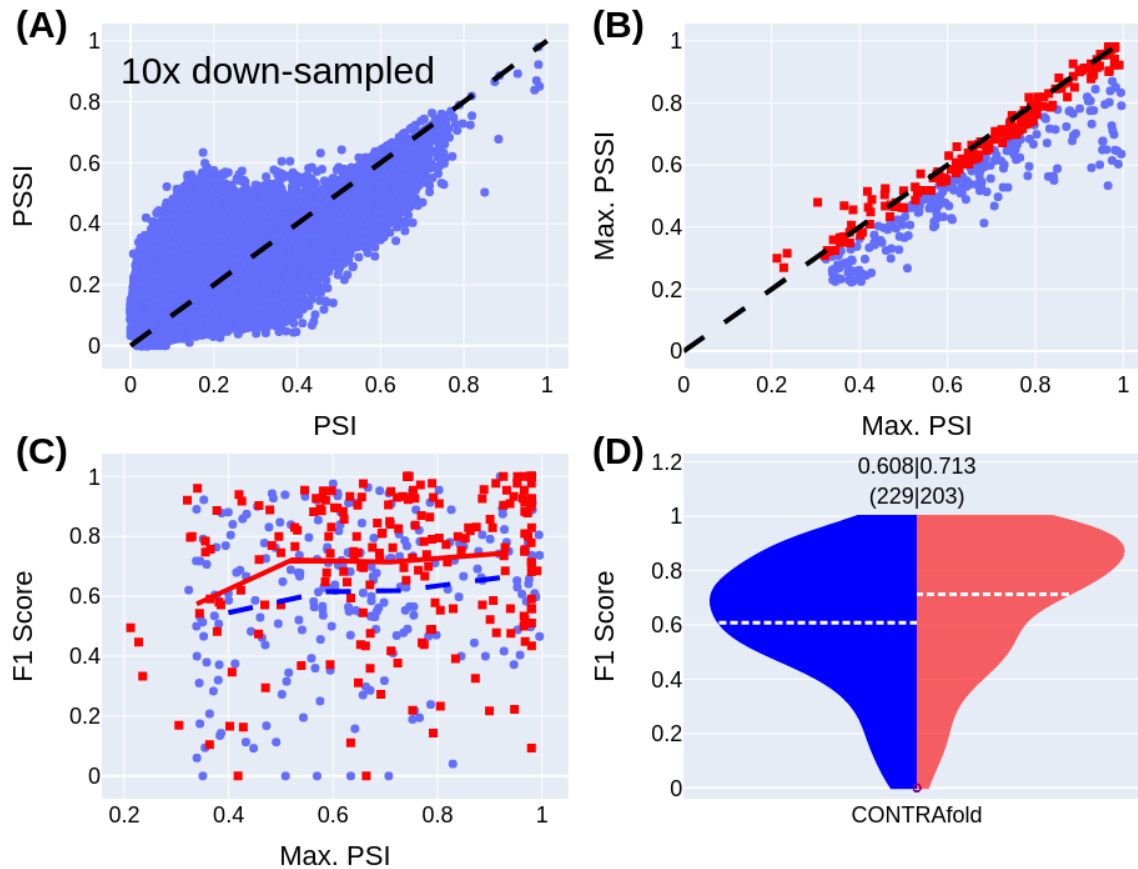 (A)
10x down-sampled
PSSI
1
0.8
0.6
0.4
0.2
0
0 0.2 0.4 0.6 0.8 1
PSI
(B)
Max. PSSI
1
0.8
0.6
0.4
0.2
0
0 0.2 0.4 0.6 0.8 1
Max. PSI
(C)
F1 Score
1
0.8
0.6
0.4
0.2
0
0.2 0.4 0.6 0.8 1
Max. PSI
(D)
0.608|0.713
(229|203)
F1 Score
1.2
1
0.8
0.6
0.4
0.2
0
CONTRAfold